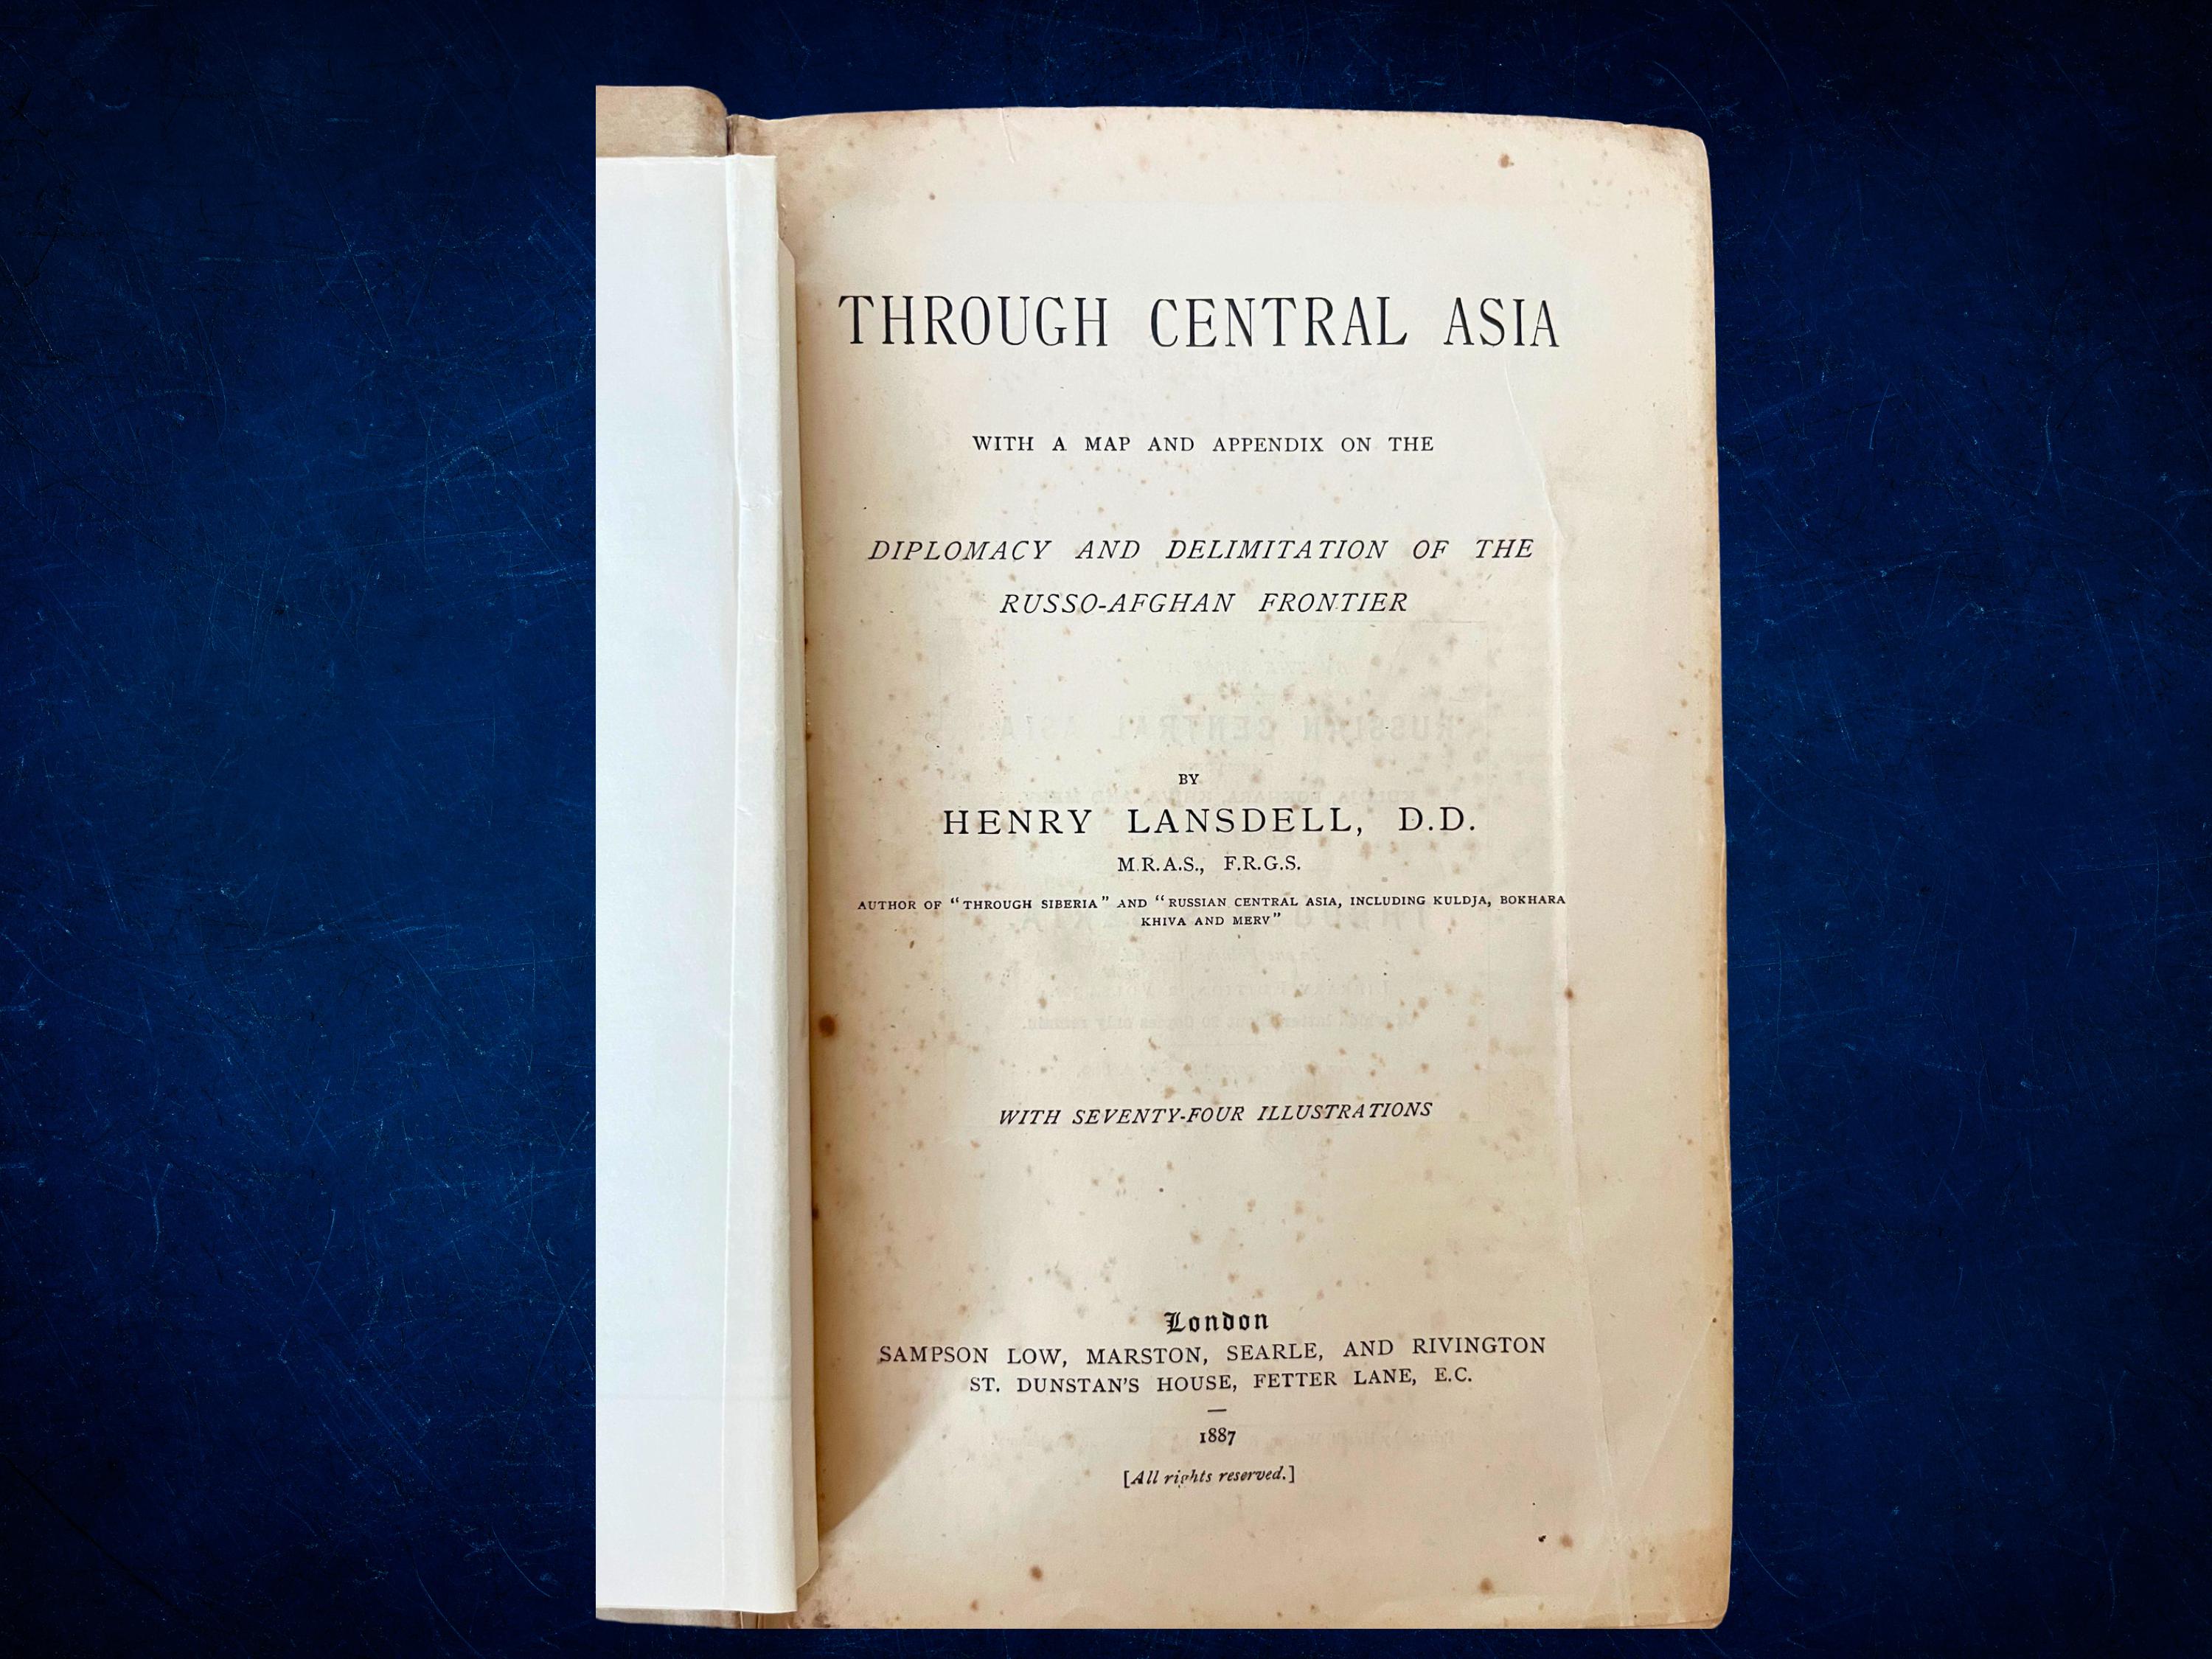 THROUGH CENTRAL ASIA
WITH A MAP AND APPENDIX ON THE
DIPLOMACY AND DELIMITATION OF THE
RUSSO-AFGHAN FRONTIER
BY
HENRY LANSDELL, D.D.
M.R.A.S., F.R.G.S.
AUTHOR OF "THROUGH SIBERIA" AND "RUSSIAN CENTRAL ASIA, INCLUDING KULDJA, BOKHARA
KHIVA AND MERV"
WITH SEVENTY-FOUR ILLUSTRATIONS
London
SAMPSON LOW, MARSTON, SEARLE, AND RIVINGTON
ST. DUNSTAN'S HOUSE, FETTER LANE, E.C.
1887
[All rights reserved.]